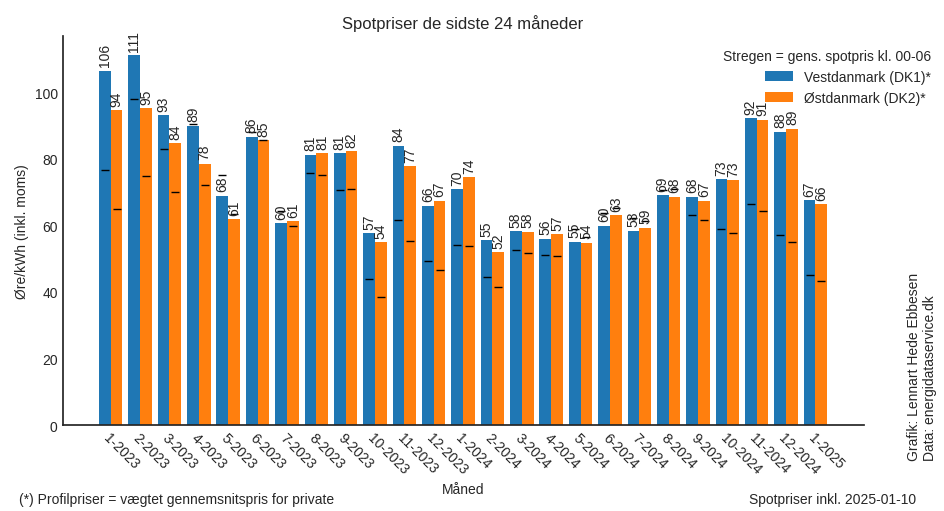 Spotpriser de sidste 24 måneder
Stregen = gens. spotpris kl. 00-06
Vestdanmark (DK1)*
Østdanmark (DK2)*
Øre/kWh (inkl. moms)
100
80
60
40
20
0
106 94 111 95 93 84 89 78 68 61 86 85 60 61 81 81 81 82 57 54 84 77 66 67 70 74 55 52 58 58 56 57 55 54 60 63 58 59 69 68 68 67 73 73 92 91 88 89 67 66
1-2023 2-2023 3-2023 4-2023 5-2023 6-2023 7-2023 8-2023 9-2023 10-2023 11-2023 12-2023 1-2024 2-2024 3-2024 4-2024 5-2024 6-2024 7-2024 8-2024 9-2024 10-2024 11-2024 12-2024 1-2025
Måned
Grafik: Lennart Hede Ebbesen
Data: energidataservice.dk
(*) Profilpriser = vægtet gennemsnitspris for private
Spotpriser inkl. 2025-01-10